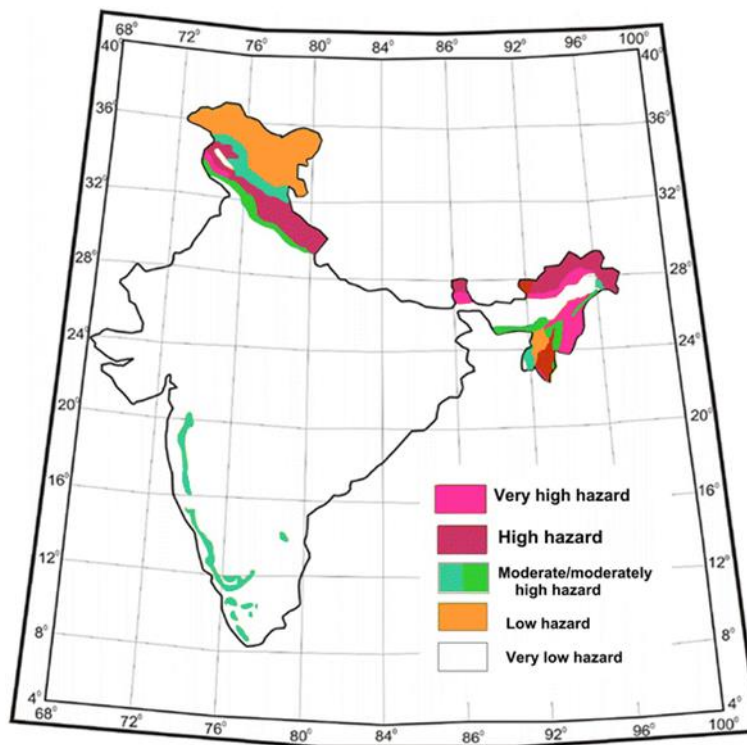 68° 72° 76° 80° 84° 88° 92° 96° 100°
40° 40°
36° 36°
32° 32°
28° 28°
24° 24°
20° 20°
16° 16°
12° 12°
8° 8°
4° 4°
68° 72° 76° 80° 86° 88° 92° 96° 100°
Very high hazard
High hazard
Moderate/moderately
high hazard
Low hazard
Very low hazard